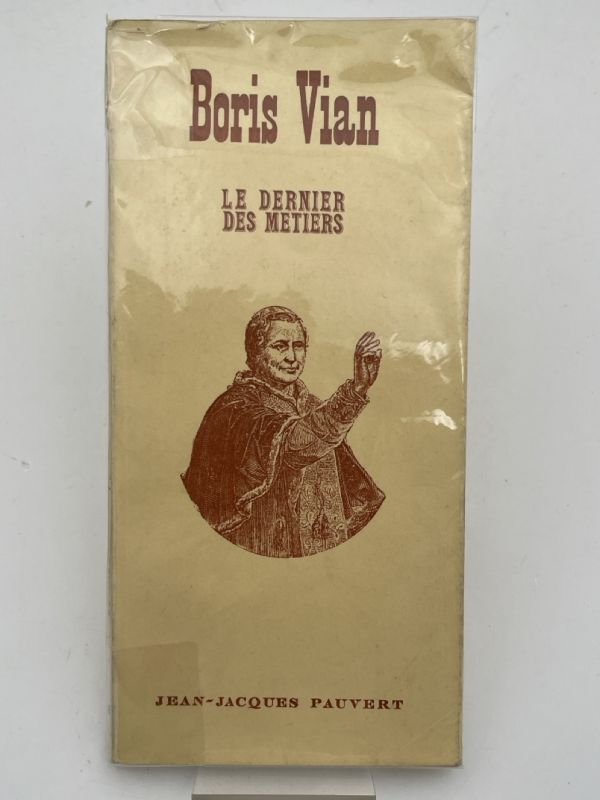 Boris Vian
LE DERNIER
DES METIERS
JEAN-JACQUES PAUVERT